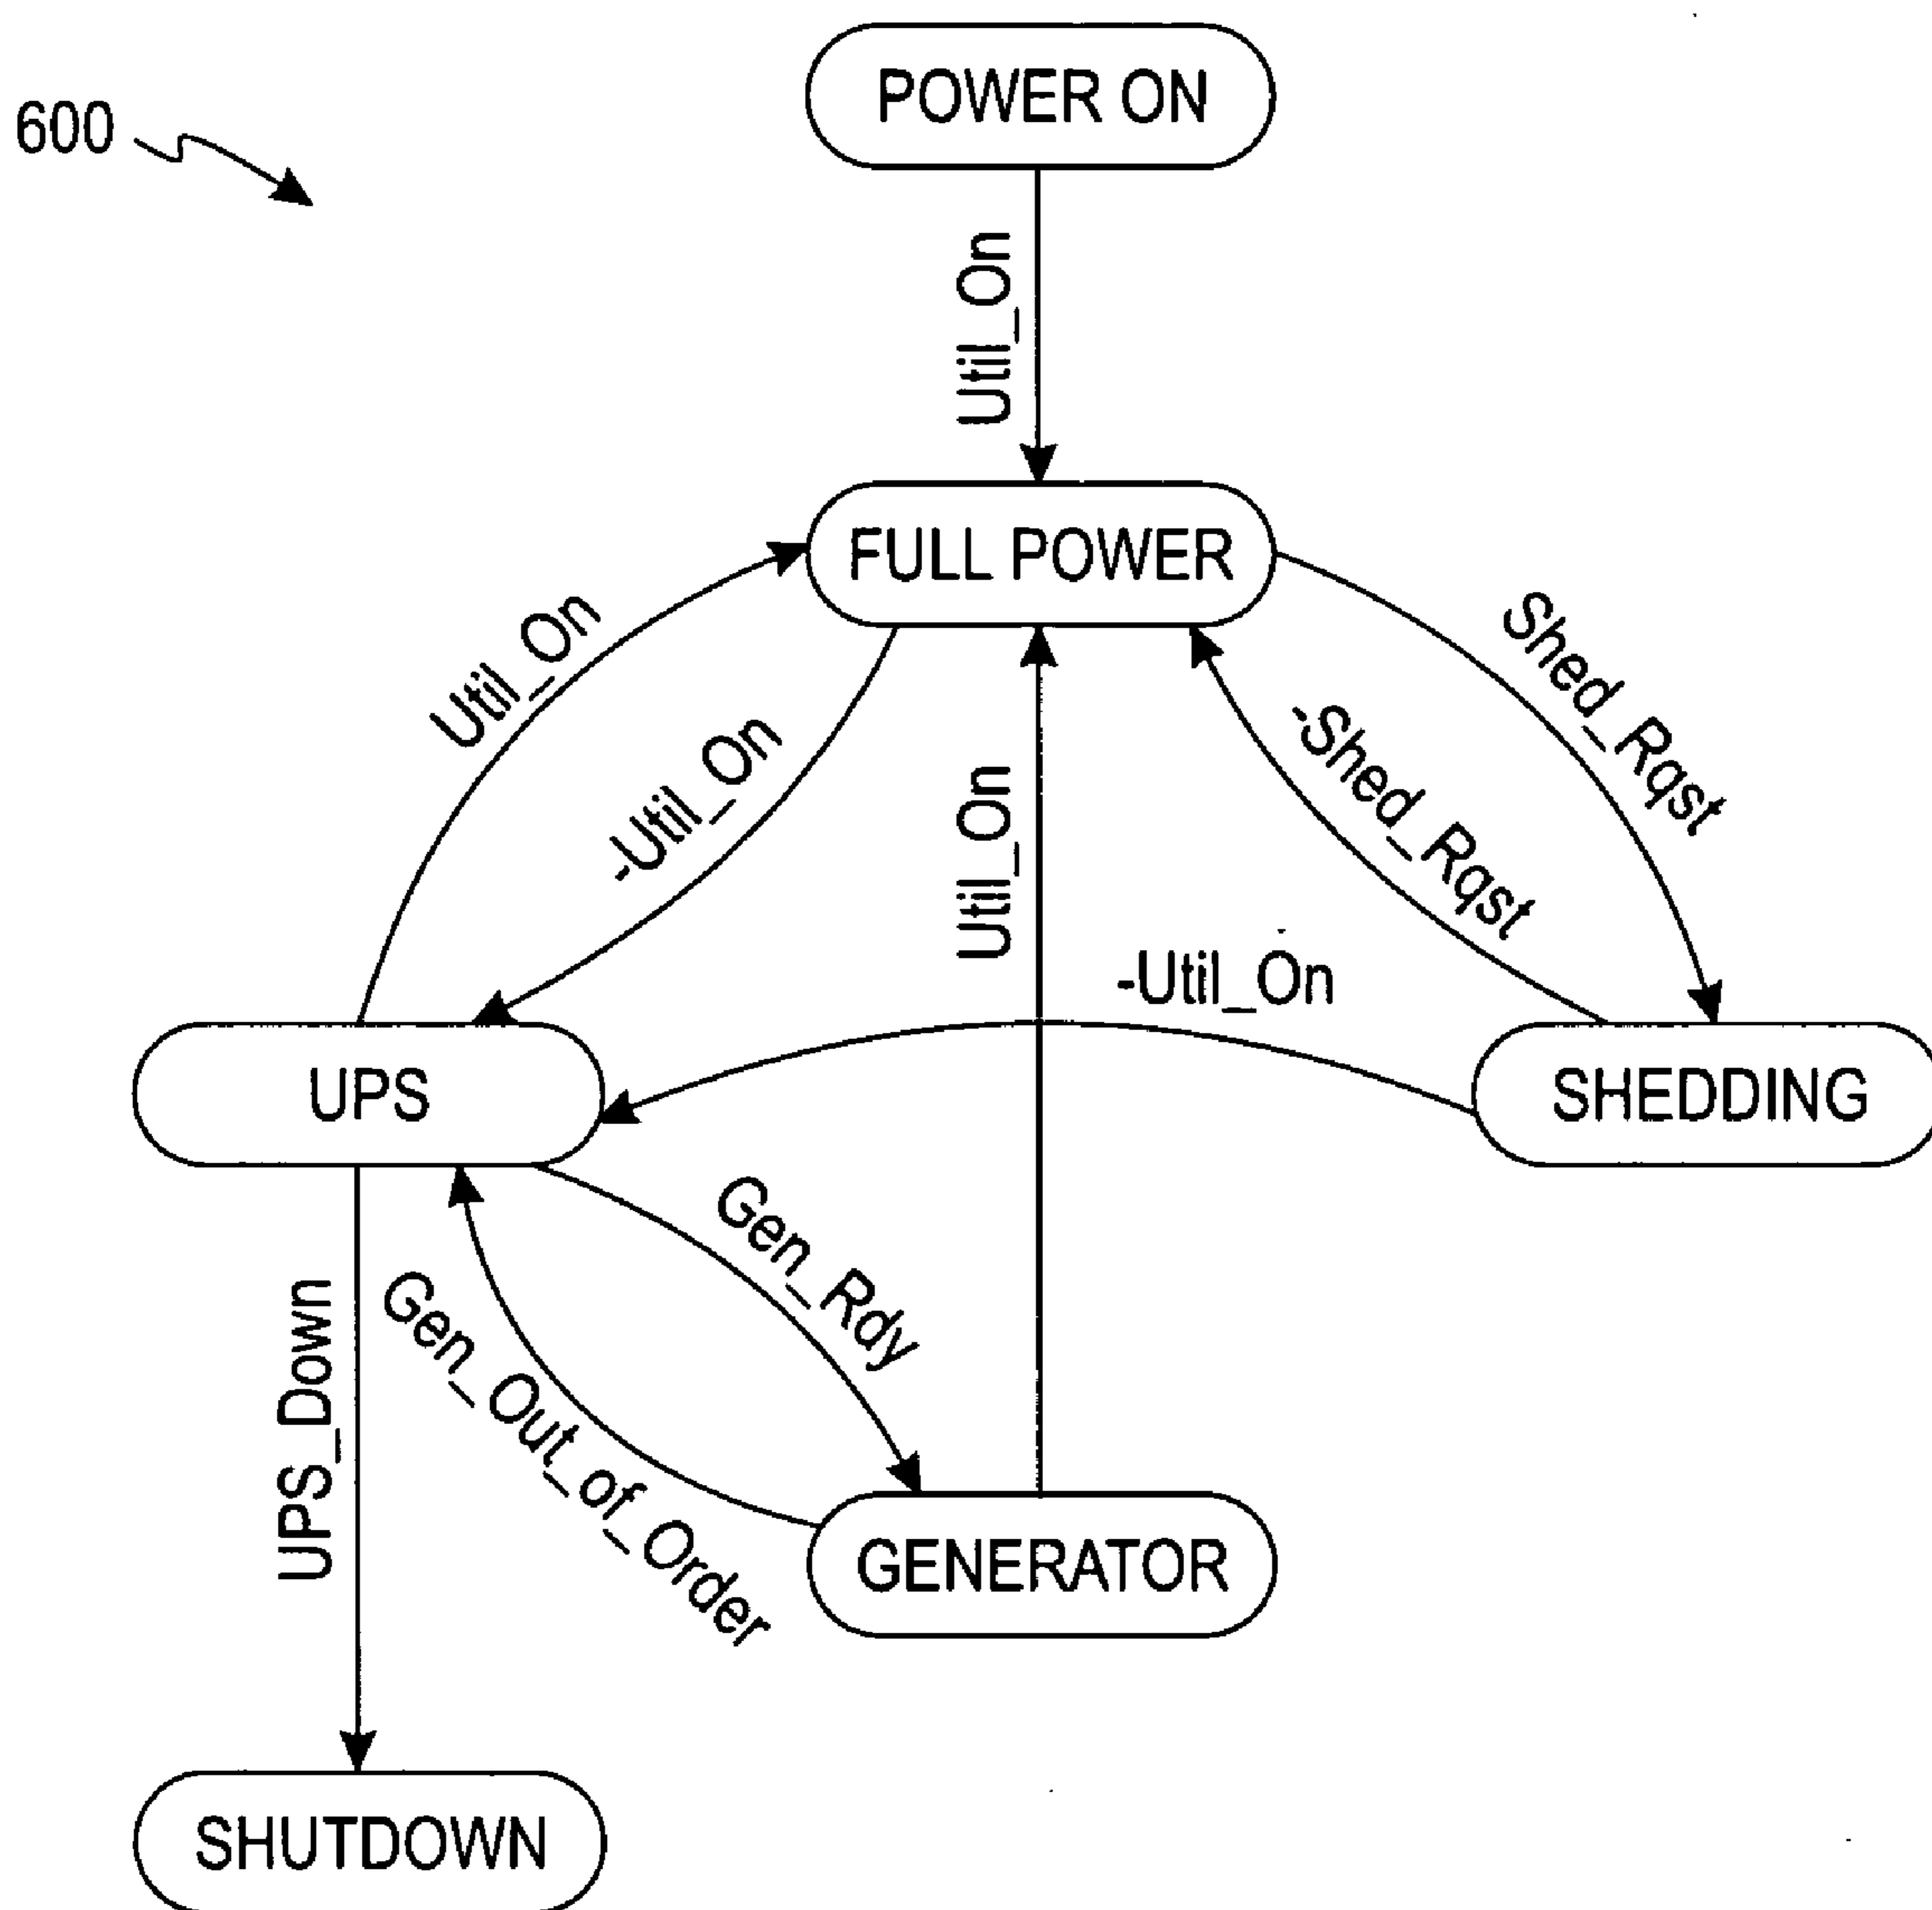 600
POWER ON
Util_On
FULL POWER
Util_On
-Util_On
Util_On
-Shed_Rqst
Shed_Rqst
-Util_On
UPS
SHEDDING
UPS_Down
Gen_Out_of_Order
Gen_Rdy
GENERATOR
SHUTDOWN